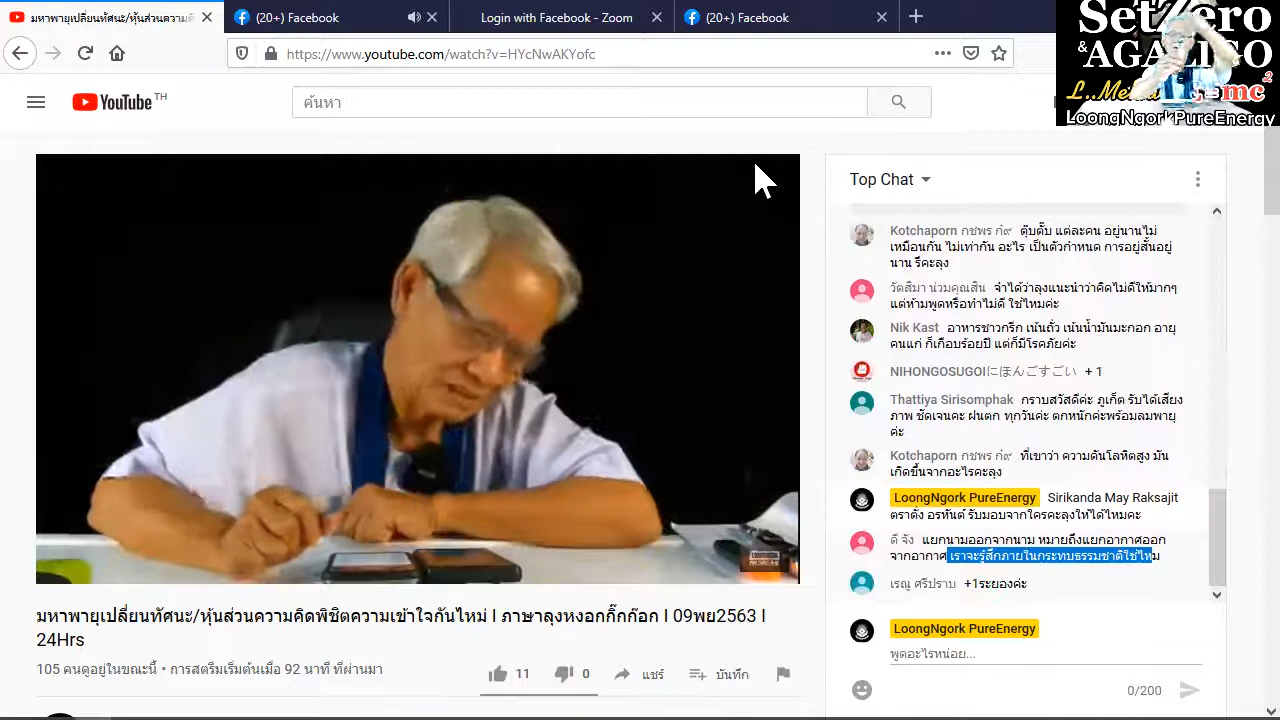 มหาพายุเปลี่ยนทัศนะ/หุ้นส่วนความคิ
(20+) Facebook
Login with Facebook - Zoom
(20+) Facebook
https://www.youtube.com/watch?v=HYcNwAKYofc
YouTube TH
ค้นหา
SetZero
& AGALIGO
mc2
LoongNgorkPureEnergy
Top Chat
Kotchaporn กชพร ก๋๙ ตุ๊บตั๊บ แต่ละคน อยู่นานไม่
เหมือนกัน ไม่เท่ากัน อะไร เป็นตัวกำหนด การอยู่สั้นอยู่
นาน รึคะลุง
วัตสิมา น่วมคุณสิน จำได้ว่าลุงแนะนำว่าคิดไม่ดีให้มากๆ
แต่ห้ามพูดหรือทำไม่ดี ใช่ไหมค่ะ
Nik Kast อาหารชาวกรีก เน้นถั่ว เน้นน้ำมันมะกอก อายุ
คนแก่ ก็เกือบร้อยปี แต่ก็มีโรคภัยค่ะ
NIHONGOSUGOIにほんごすごい + 1
Thattiya Sirisomphak กราบสวัสดีค่ะ ภูเก็ต รับได้เสียง
ภาพ ชัดเจนคะ ฝนตก ทุกวันค่ะ ตกหนักค่ะพร้อมลมพายุ
ค่ะ
Kotchaporn กชพร ก๋๙ ที่เขาว่า ความดันโลหิตสูง มัน
เกิดขึ้นจากอะไรคะลุง
LoongNgork PureEnergy Sirikanda May Raksajit
ตราตั้ง อรหันต์ รับมอบจากใครคะลุงให้ได้ไหมคะ
ดี จัง แยกนามออกจากนาม หมายถึงแยกอากาศออก
จากอากาศ เราจะรู้สึกภายในกระทบธรรมชาติใช่ไหม
เรณู ศรีปราบ +1ระยองค่ะ
LoongNgork PureEnergy
พูดอะไรหน่อย...
0/200
มหาพายุเปลี่ยนทัศนะ/หุ้นส่วนความคิดพิชิตความเข้าใจกันไหม่ I ภาษาลุงหงอกกิ๊กก๊อก I 09พย2563 I
24Hrs
105 คนดูอยู่ในขณะนี้ • การสตรีมเริ่มต้นเมื่อ 92 นาที ที่ผ่านมา
11
0
แชร์
บันทึก